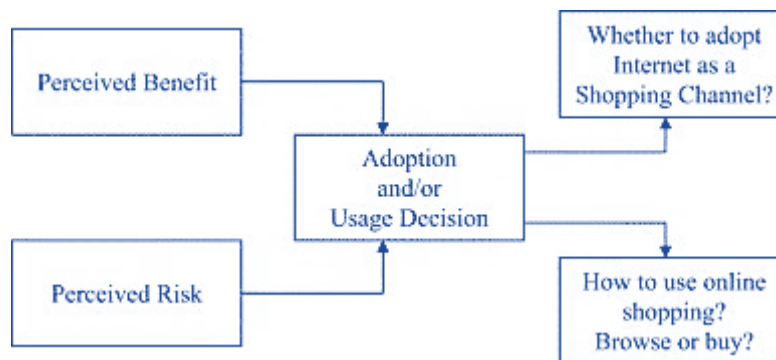 Perceived Benefit
Whether to adopt
Internet as a
Shopping Channel?
Adoption
and/or
Usage Decision
Perceived Risk
How to use online
shopping?
Browse or buy?